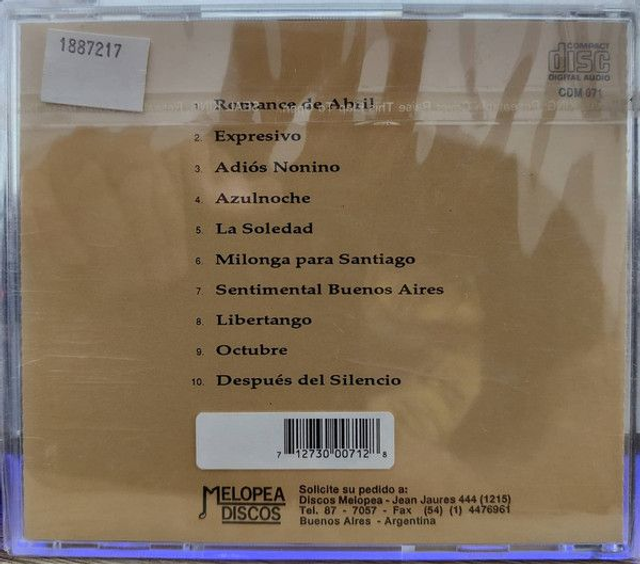 1887217
COMPACT
disc
DIGITAL AUDIO
CDM 071
1. Romance de Abril
2. Expresivo
3. Adiós Nonino
4. Azulnoche
5. La Soledad
6. Milonga para Santiago
7. Sentimental Buenos Aires
8. Libertango
9. Octubre
10. Después del Silencio
7 12730 00712 8
MELOPEA
DISCOS
Solicite su pedido a:
Discos Melopea - Jean Jaures 444 (1215)
Tel. 87 - 7057 - Fax (54) (1) 4476961
Buenos Aires - Argentina